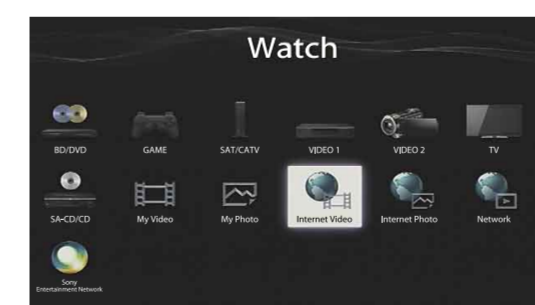 Watch
BD/DVD
GAME
SAT/CATV
VIDEO 1
VIDEO 2
TV
SA-CD/CD
My Video
My Photo
Internet Video
Internet Photo
Network
Sony
Entertainment Network